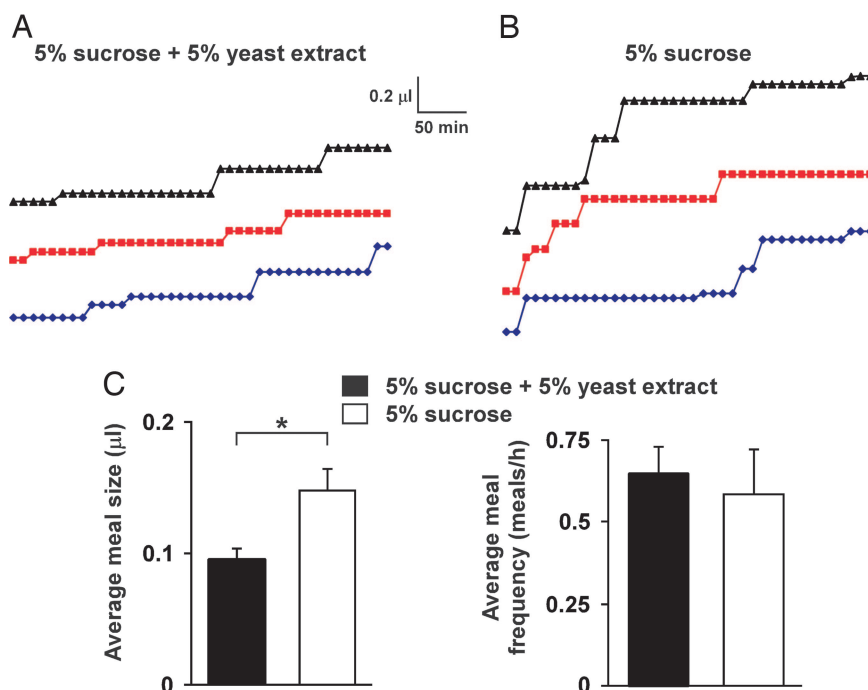 A
5% sucrose + 5% yeast extract
0.2 µl
50 min
B
5% sucrose
C
5% sucrose + 5% yeast extract
5% sucrose
Average meal size (µl)
0.2
0.1
0
*
Average meal
frequency (meals/h)
0.75
0.5
0.25
0